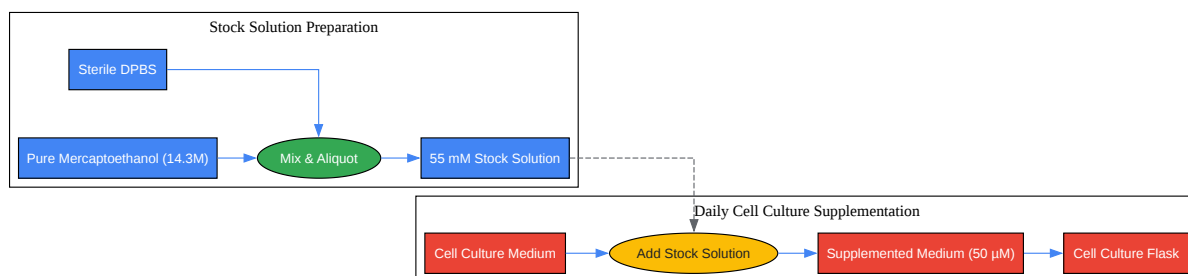 Stock Solution Preparation
Sterile DPBS
Pure Mercaptoethanol (14.3M)
Mix & Aliquot
55 mM Stock Solution
Daily Cell Culture Supplementation
Cell Culture Medium
Add Stock Solution
Supplemented Medium (50 µM)
Cell Culture Flask